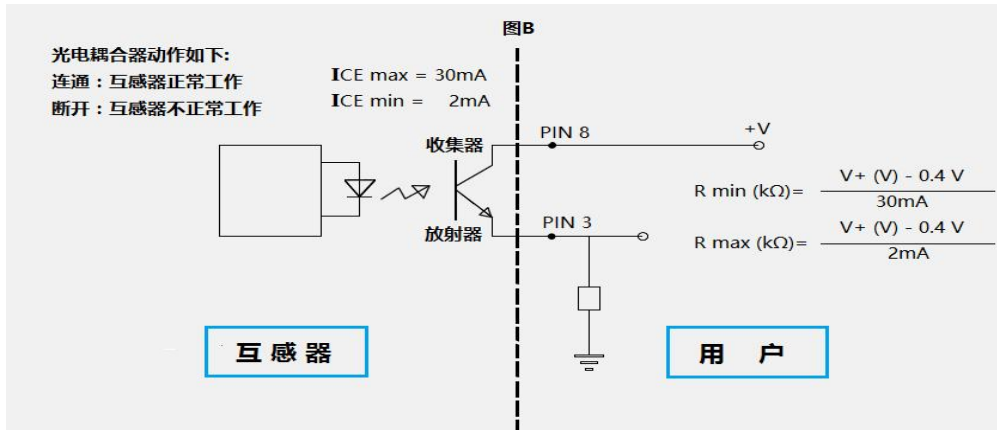 图B
光电耦合器动作如下:
连通：互感器正常工作
断开：互感器不正常工作
ICE max = 30mA
ICE min = 2mA
收集器
放射器
PIN 8
+V
PIN 3
R min (kΩ)=
V+ (V) - 0.4 V
30mA
R max (kΩ)=
V+ (V) - 0.4 V
2mA
互感器
用 户